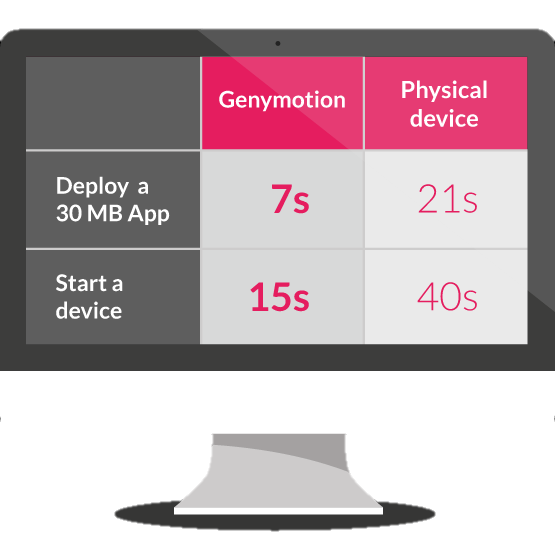 Genymotion
Physical
device
Deploy a
30 MB App
7s
21s
Start a
device
15s
40s